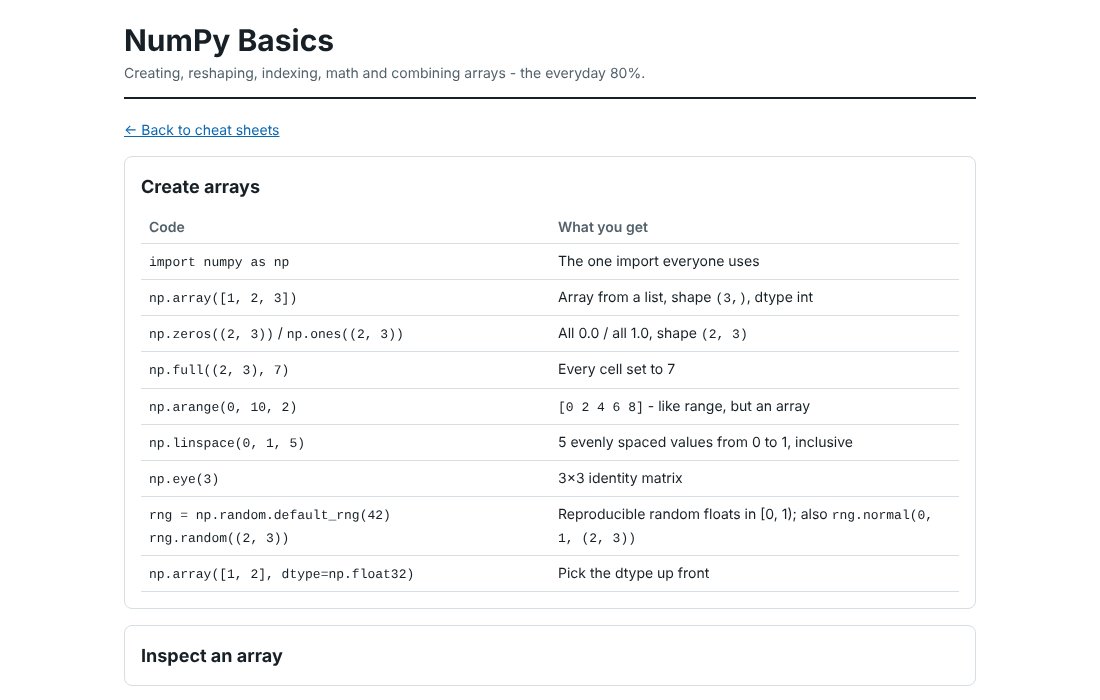 NumPy Basics
Creating, reshaping, indexing, math and combining arrays - the everyday 80%.
← Back to cheat sheets
Create arrays
Code What you get
import numpy as np The one import everyone uses
np.array([1, 2, 3]) Array from a list, shape (3,), dtype int
np.zeros((2, 3)) / np.ones((2, 3)) All 0.0 / all 1.0, shape (2, 3)
np.full((2, 3), 7) Every cell set to 7
np.arange(0, 10, 2) [0 2 4 6 8] - like range, but an array
np.linspace(0, 1, 5) 5 evenly spaced values from 0 to 1, inclusive
np.eye(3) 3×3 identity matrix
rng = np.random.default_rng(42) Reproducible random floats in [0, 1); also rng.normal(0,
rng.random((2, 3)) 1, (2, 3))
np.array([1, 2], dtype=np.float32) Pick the dtype up front
Inspect an array